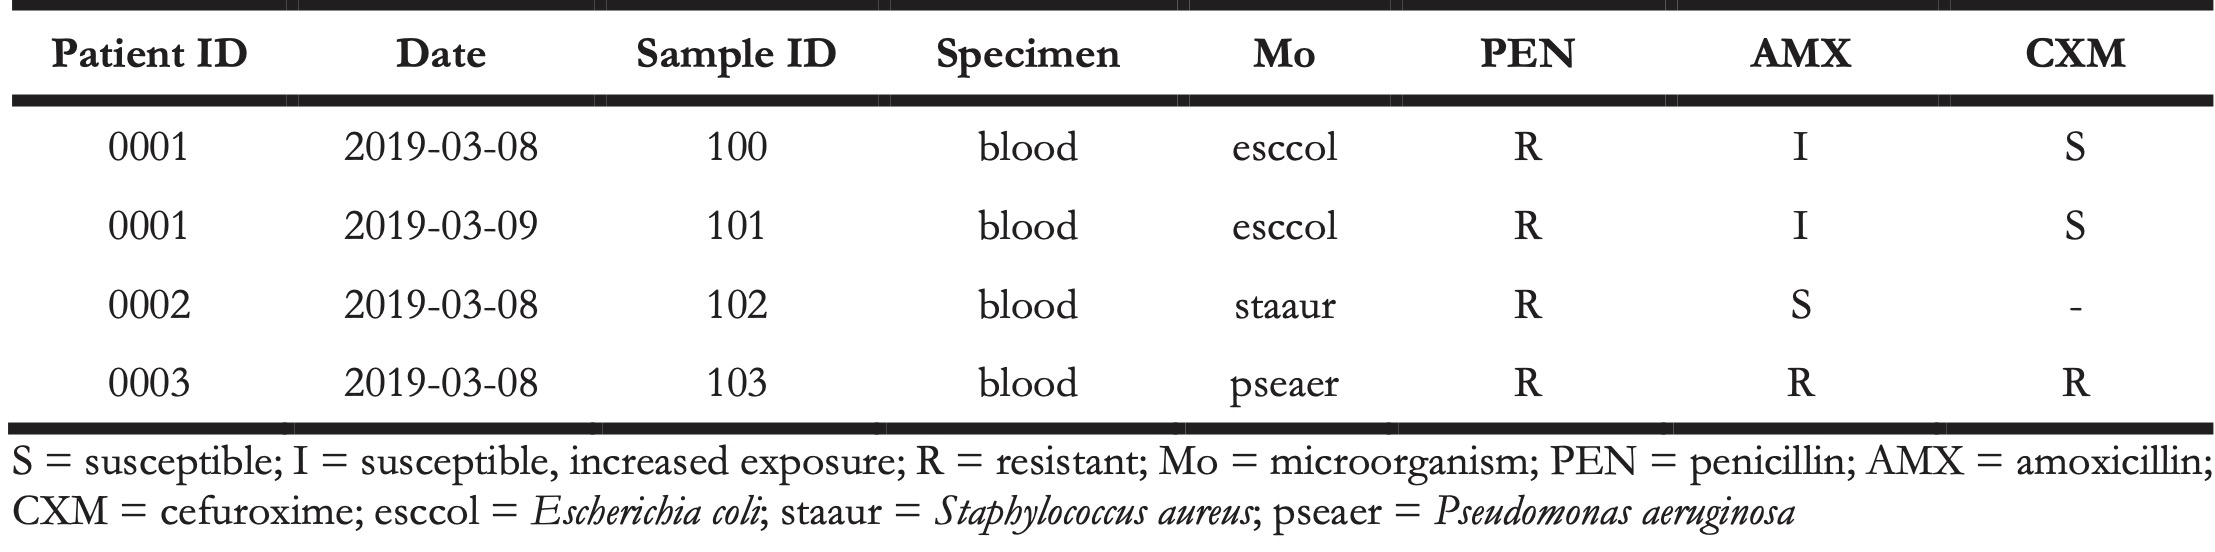 Patient ID Date Sample ID Specimen Mo PEN AMX CXM
0001 2019-03-08 100 blood esccol R I S
0001 2019-03-09 101 blood esccol R I S
0002 2019-03-08 102 blood staaur R S -
0003 2019-03-08 103 blood pseaer R R R
S = susceptible; I = susceptible, increased exposure; R = resistant; Mo = microorganism; PEN = penicillin; AMX = amoxicillin;
CXM = cefuroxime; esccol = Escherichia coli; staaur = Staphylococcus aureus; pseaer = Pseudomonas aeruginosa